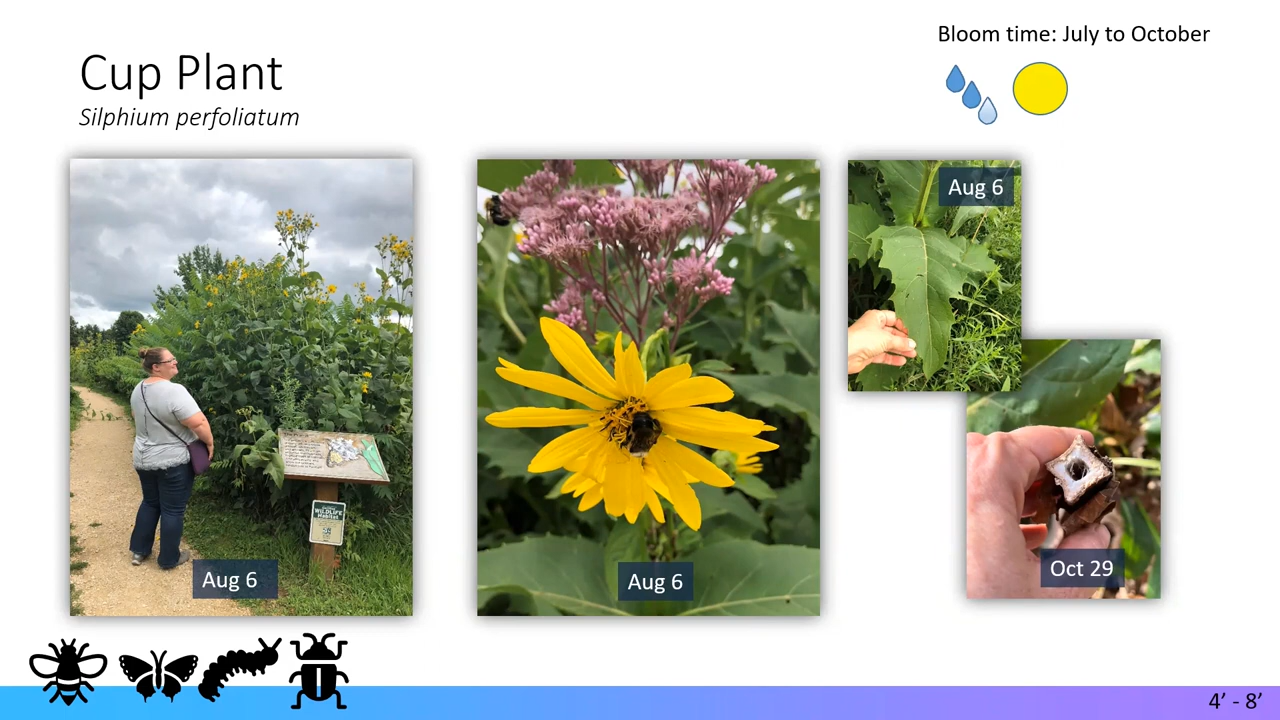 Bloom time: July to October
Cup Plant
Silphium perfoliatum
Aug 6
Aug 6
Aug 6
Oct 29
WILDLIFE
4' - 8'